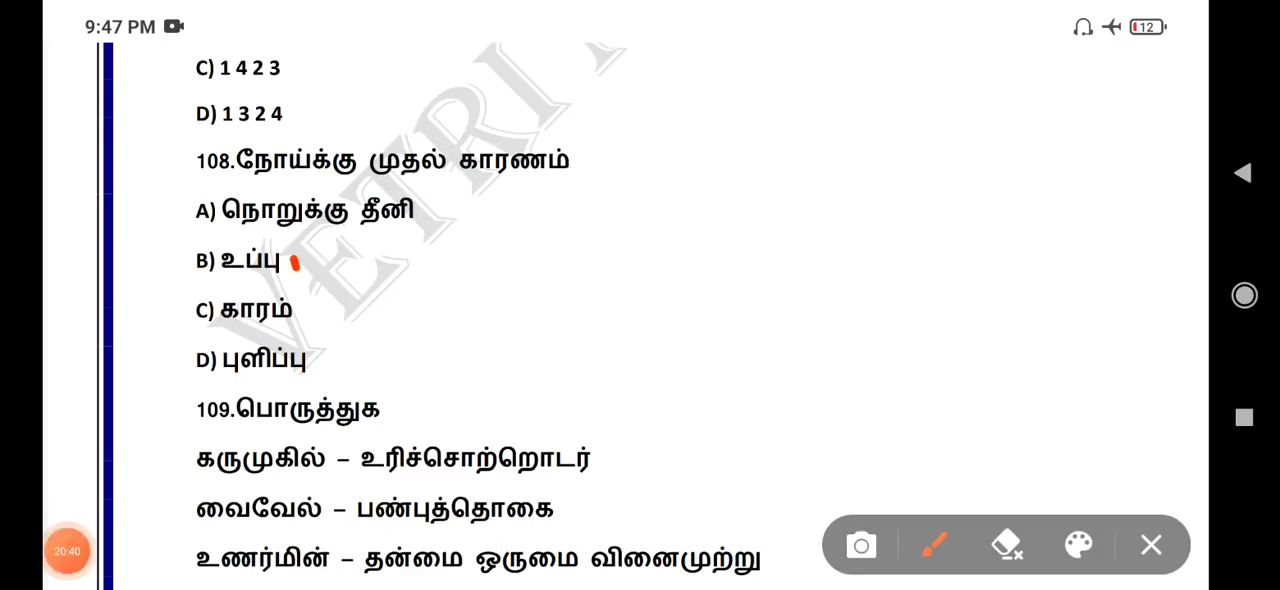 9:47 PM
12
C) 1 4 2 3
D) 1 3 2 4
VETRI
108.நோய்க்கு முதல் காரணம்
A) நொறுக்கு தீனி
B) உப்பு
C) காரம்
D) புளிப்பு
109.பொருத்துக
கருமுகில் – உரிச்சொற்றொடர்
வைவேல் – பண்புத்தொகை
உணர்மின் – தன்மை ஒருமை வினைமுற்று
20:40